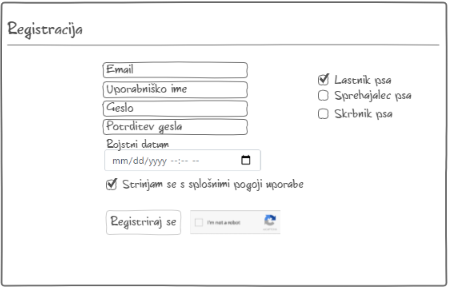 Registracija
Email
Uporabniško ime
Geslo
Potrditev gesla
Rojstni datum
mm/dd/yyyy --:-- --
Strinjam se s splošnimi pogoji uporabe
Lastnik psa
Sprehajalec psa
Skrbnik psa
Registriraj se
I'm not a robot